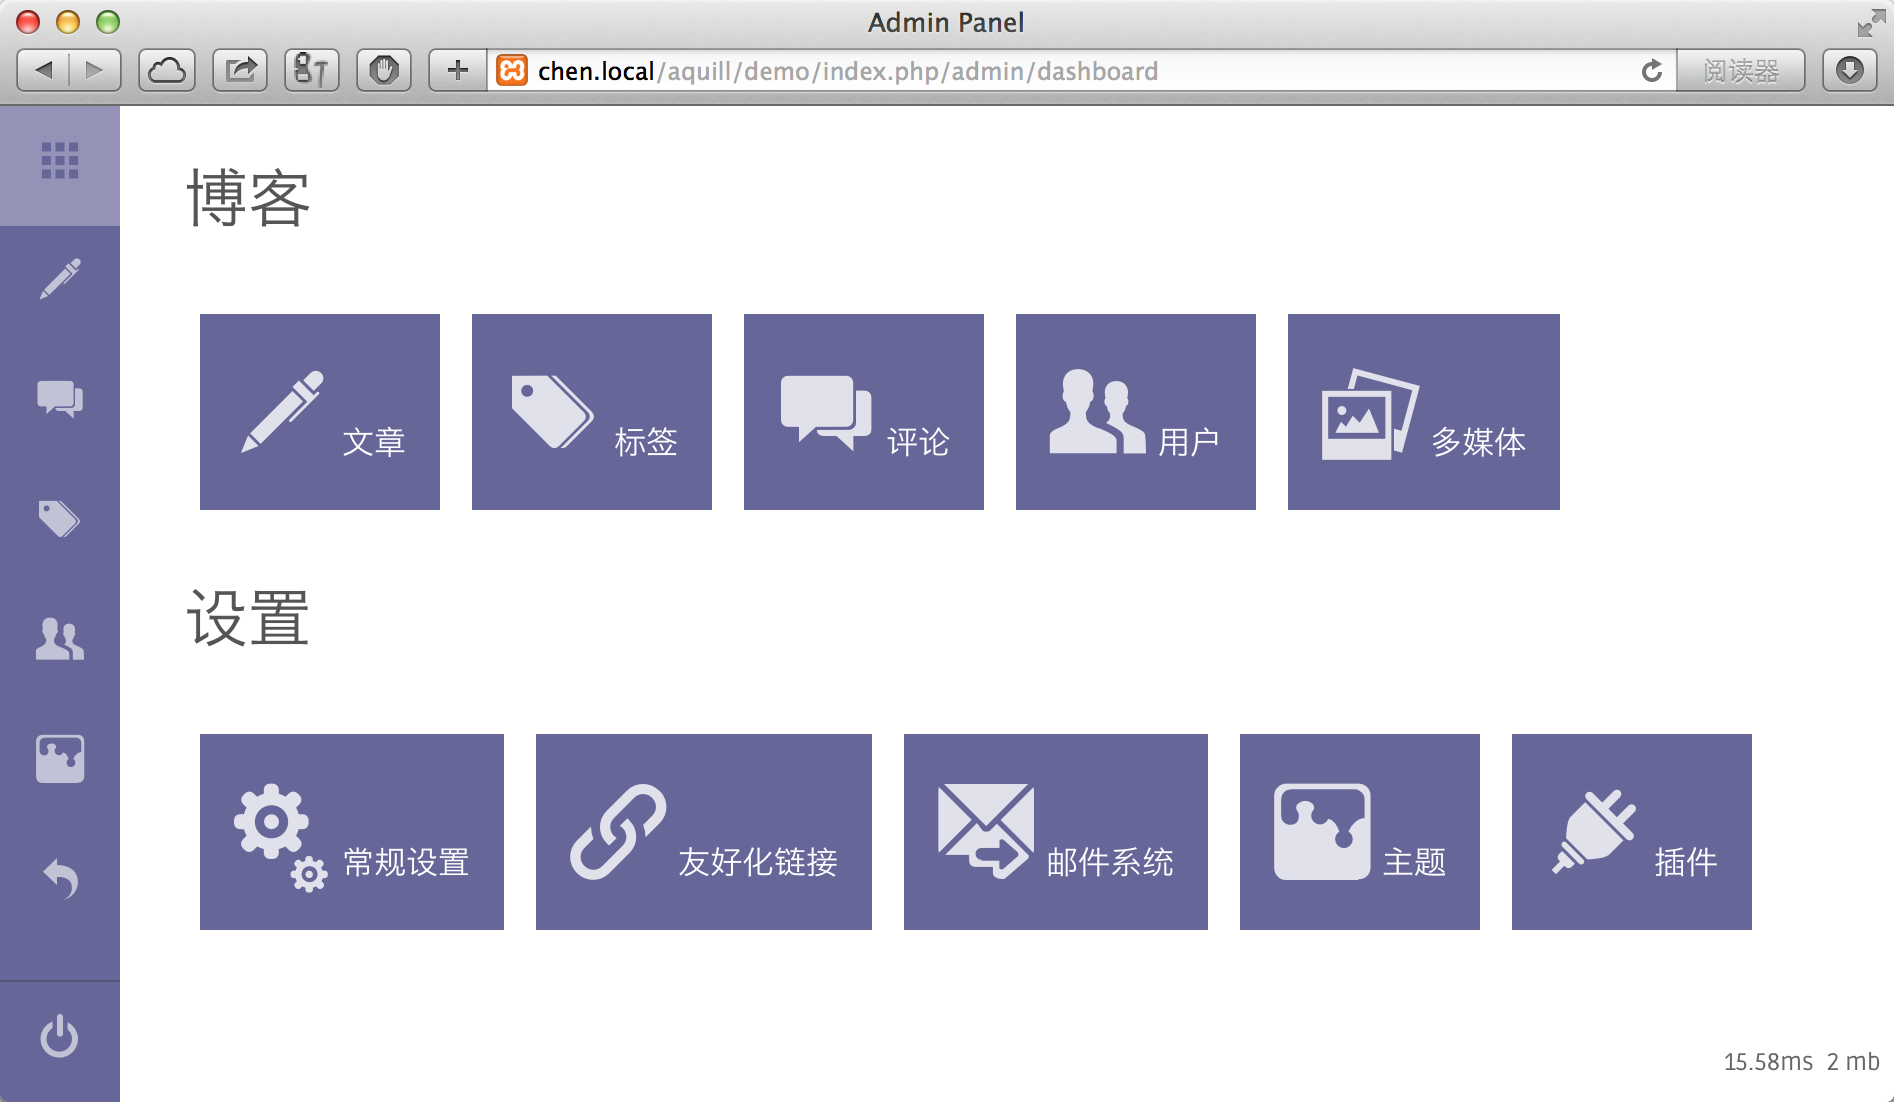 Admin Panel
chen.local/aquill/demo/index.php/admin/dashboard
阅读器
博客
文章
标签
评论
用户
多媒体
设置
常规设置
友好化链接
邮件系统
主题
插件
15.58ms 2 mb